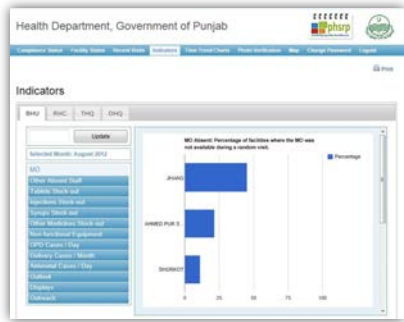 Health Department, Government of Punjab
phsrp
Compliance Status Facility Status Recent Visits Indicators Time Trend Charts Photo Verification Map Change Password Logout
Print
Indicators
BHU RHC THQ DHQ
Update
Selected Month: August 2012
MO
Other Absent Staff
Tablets Stock-out
Injections Stock-out
Syrups Stock-out
Other Medicines Stock-out
Non-functional Equipment
OPD Cases / Day
Delivery Cases / Month
Antenatal Cases / Day
Outlook
Displays
Outreach
MO Absent: Percentage of facilities where the MO was
not available during a random visit.
Percentage
JHANG
AHMED PUR S...
SHORKOT
0 25 50 75 100